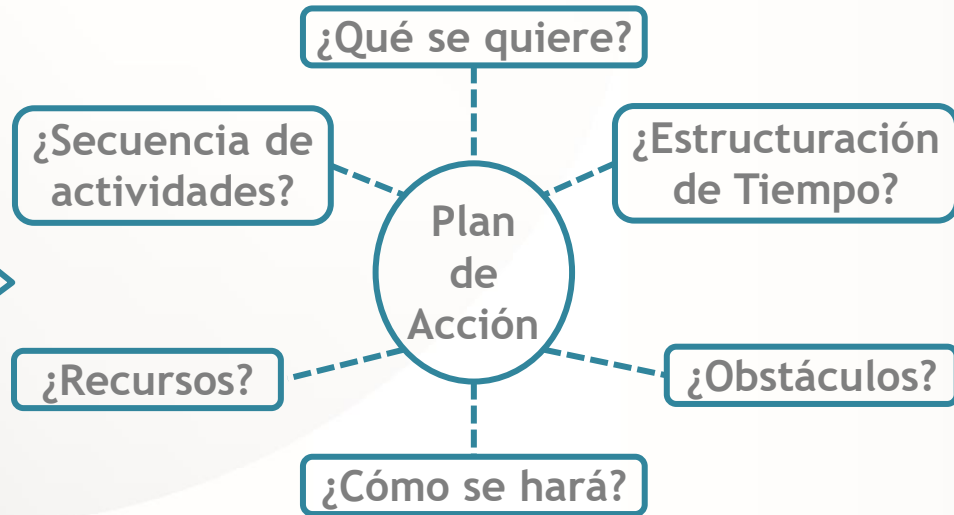 ¿Qué se quiere?
¿Secuencia de
actividades?
¿Estructuración
de Tiempo?
Plan
de
Acción
¿Recursos?
¿Obstáculos?
¿Cómo se hará?